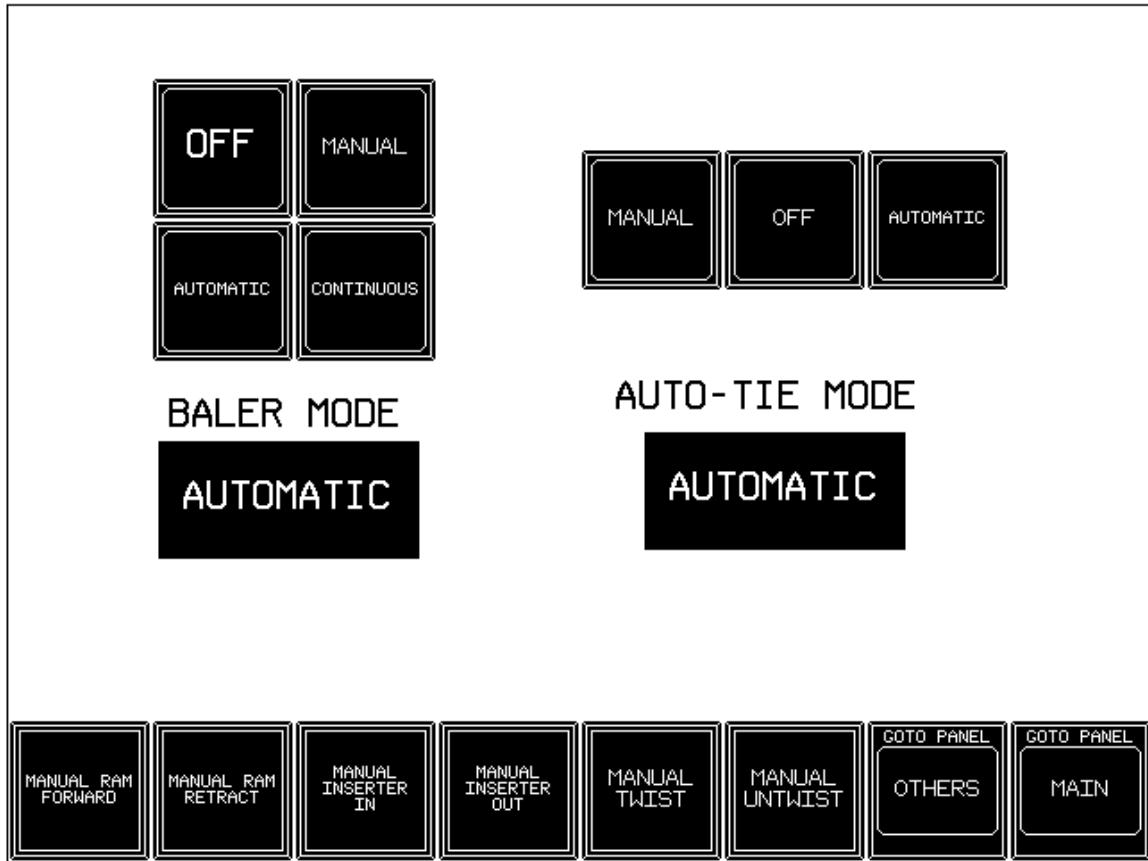 OFF
MANUAL
AUTOMATIC
CONTINUOUS
BALER MODE
AUTOMATIC
MANUAL
OFF
AUTOMATIC
AUTO-TIE MODE
AUTOMATIC
MANUAL RAM
FORWARD
MANUAL RAM
RETRACT
MANUAL
INSERTER
IN
MANUAL
INSERTER
OUT
MANUAL
TWIST
MANUAL
UNTWIST
GOTO PANEL
OTHERS
GOTO PANEL
MAIN